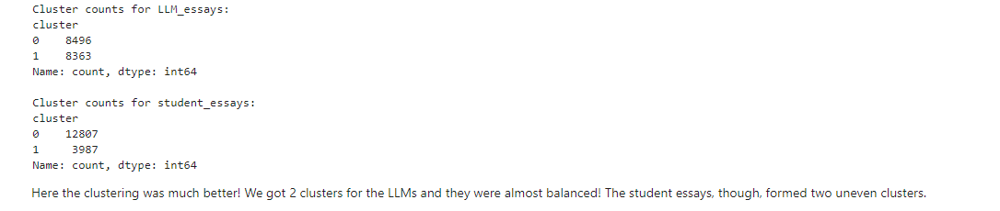 Cluster counts for LLM_essays:
cluster
0    8496
1    8363
Name: count, dtype: int64
Cluster counts for student_essays:
cluster
0    12807
1     3987
Name: count, dtype: int64
Here the clustering was much better! We got 2 clusters for the LLMs and they were almost balanced! The student essays, though, formed two uneven clusters.